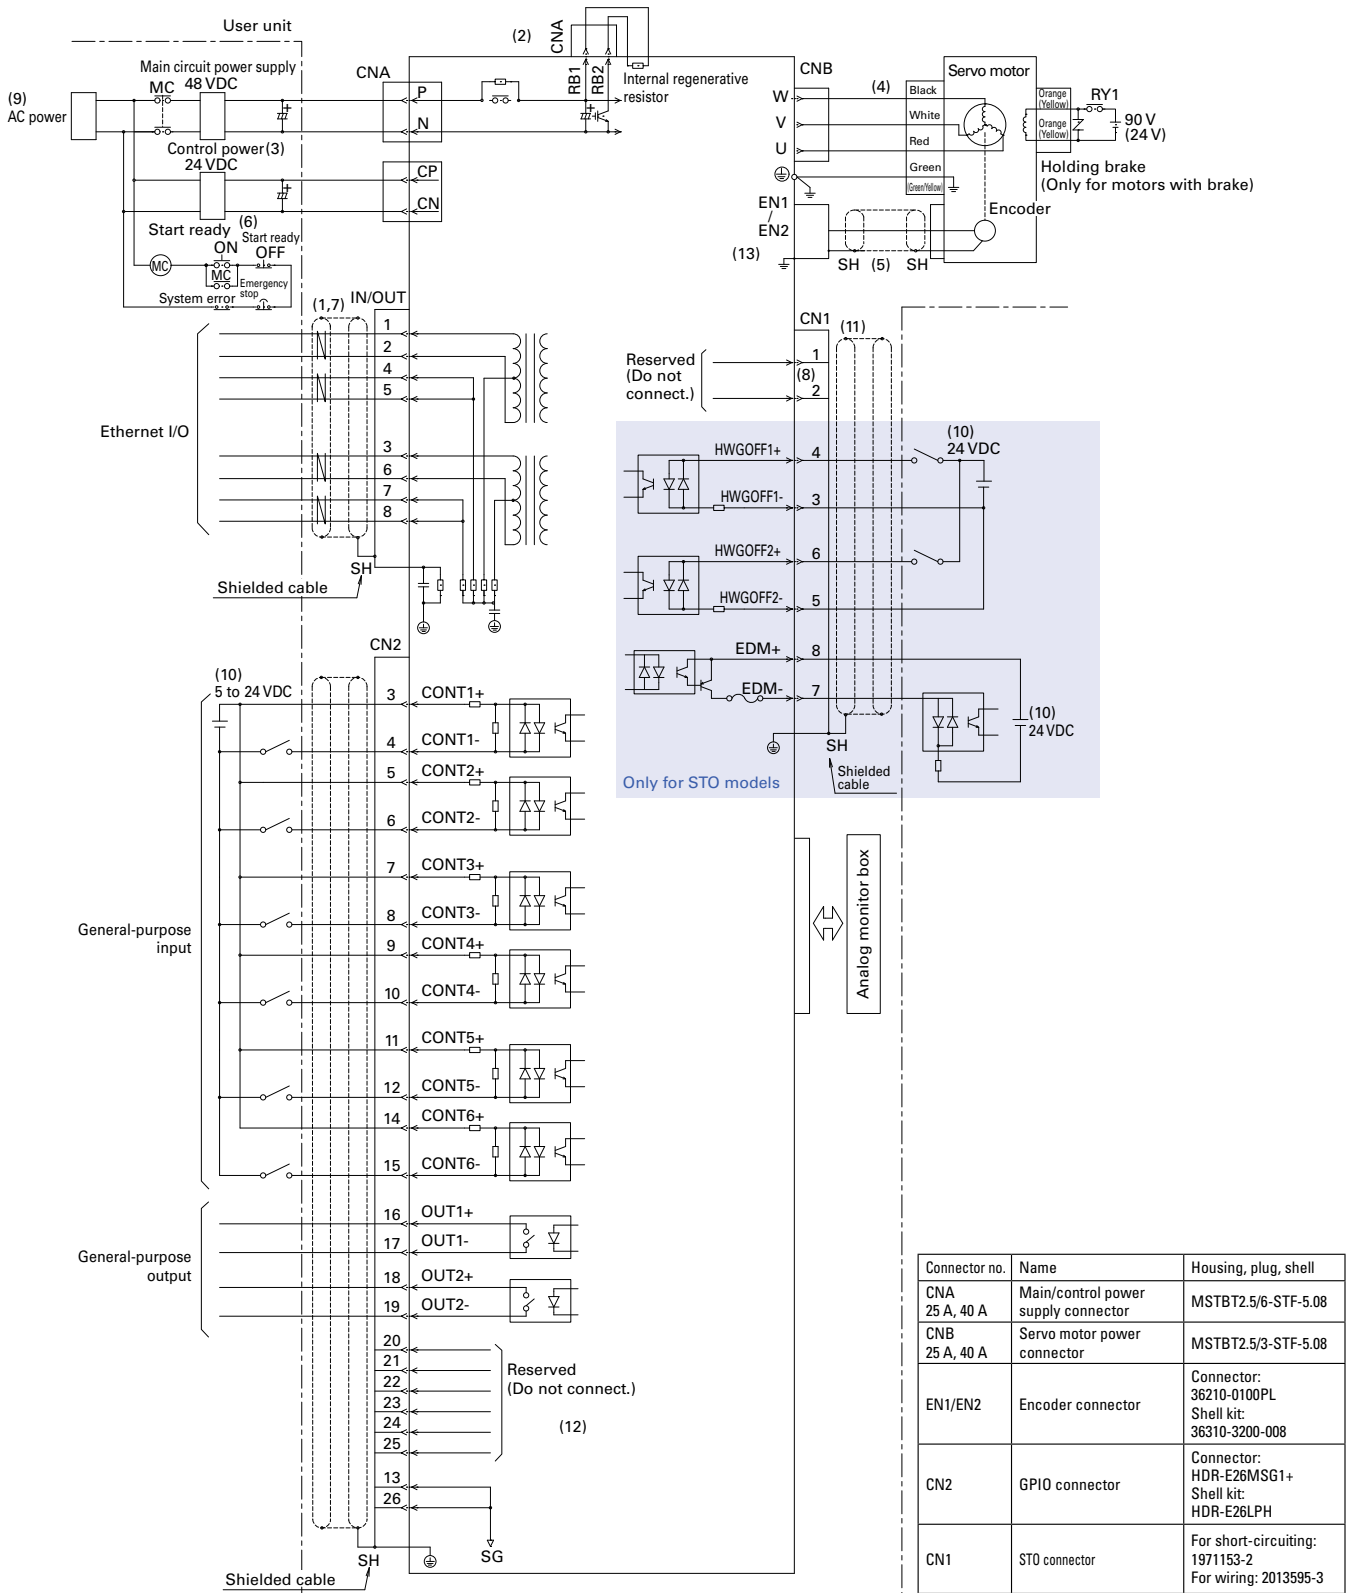 User unit
(2)
CNA
RB1
RB2
Internal regenerative
resistor
Main circuit power supply
48 VDC
MC
(9)
AC power
CNA
P
N
Control power(3)
24 VDC
CP
CN
Start ready
ON
(6)
Start ready
OFF
MC
MC
Emergency
stop
System error
CNB
W
V
U
(4)
Black
White
Red
Green
(Green/Yellow)
Servo motor
Orange
(Yellow)
Orange
(Yellow)
RY1
90 V
(24 V)
Holding brake
(Only for motors with brake)
EN1
/
EN2
(13)
Encoder
SH
(5)
SH
(1,7)
IN/OUT
1
2
4
5
Ethernet I/O
3
6
7
8
SH
Shielded cable
CN1
(11)
Reserved
(Do not
connect.)
1
(8)
2
HWGOFF1+
4
(10)
24 VDC
HWGOFF1-
3
HWGOFF2+
6
HWGOFF2-
5
EDM+
8
EDM-
7
(10)
24 VDC
SH
Shielded
cable
Only for STO models
Analog monitor box
CN2
(10)
5 to 24 VDC
3
CONT1+
4
CONT1-
5
CONT2+
6
CONT2-
7
CONT3+
8
CONT3-
General-purpose
input
9
CONT4+
10
CONT4-
11
CONT5+
12
CONT5-
14
CONT6+
15
CONT6-
16
OUT1+
17
OUT1-
General-purpose
output
18
OUT2+
19
OUT2-
20
21
22
23
24
25
Reserved
(Do not connect.)
(12)
13
26
SG
SH
Shielded cable
Connector no. Name Housing, plug, shell
CNA
25 A, 40 A
Main/control power
supply connector
MSTBT2.5/6-STF-5.08
CNB
25 A, 40 A
Servo motor power
connector
MSTBT2.5/3-STF-5.08
EN1/EN2
Encoder connector
Connector:
36210-0100PL
Shell kit:
36310-3200-008
CN2
GPIO connector
Connector:
HDR-E26MSG1+
Shell kit:
HDR-E26LPH
CN1
STO connector
For short-circuiting:
1971153-2
For wiring: 2013595-3